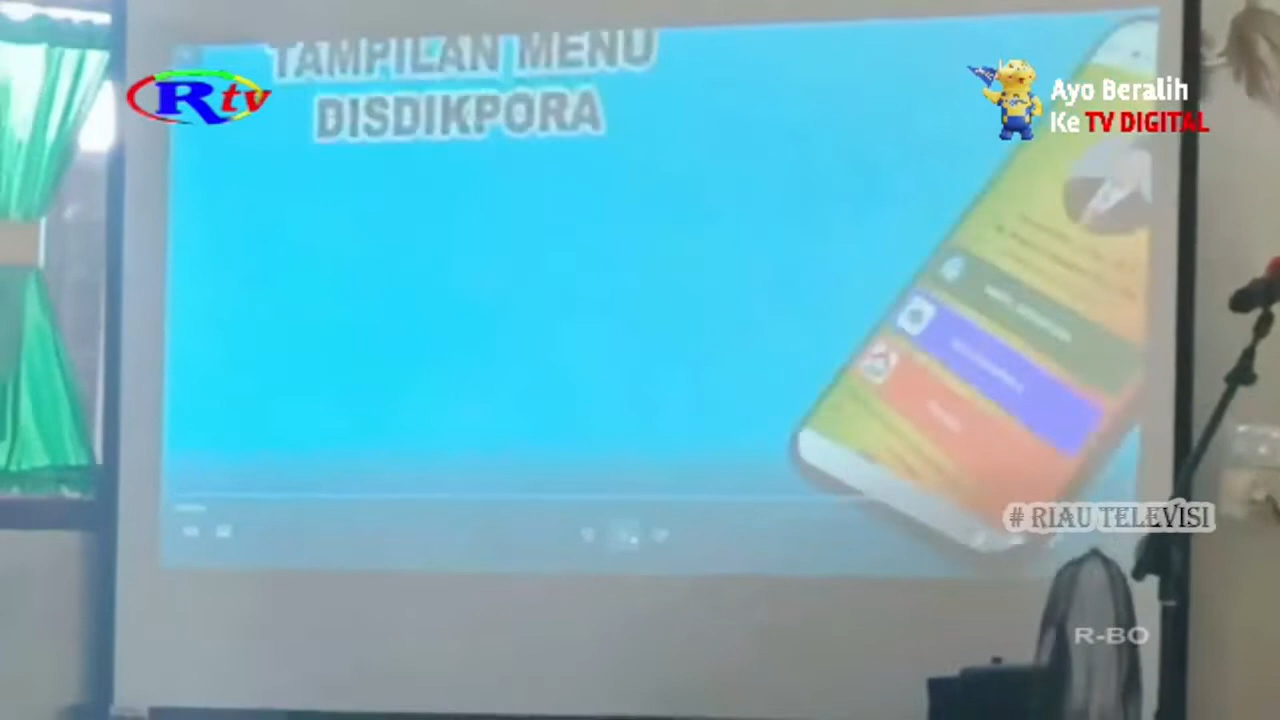 TAMPILAN MENU
DISDIKPORA
Rtv
Ayo Beralih
Ke TV DIGITAL
# RIAU TELEVISI
R-BO